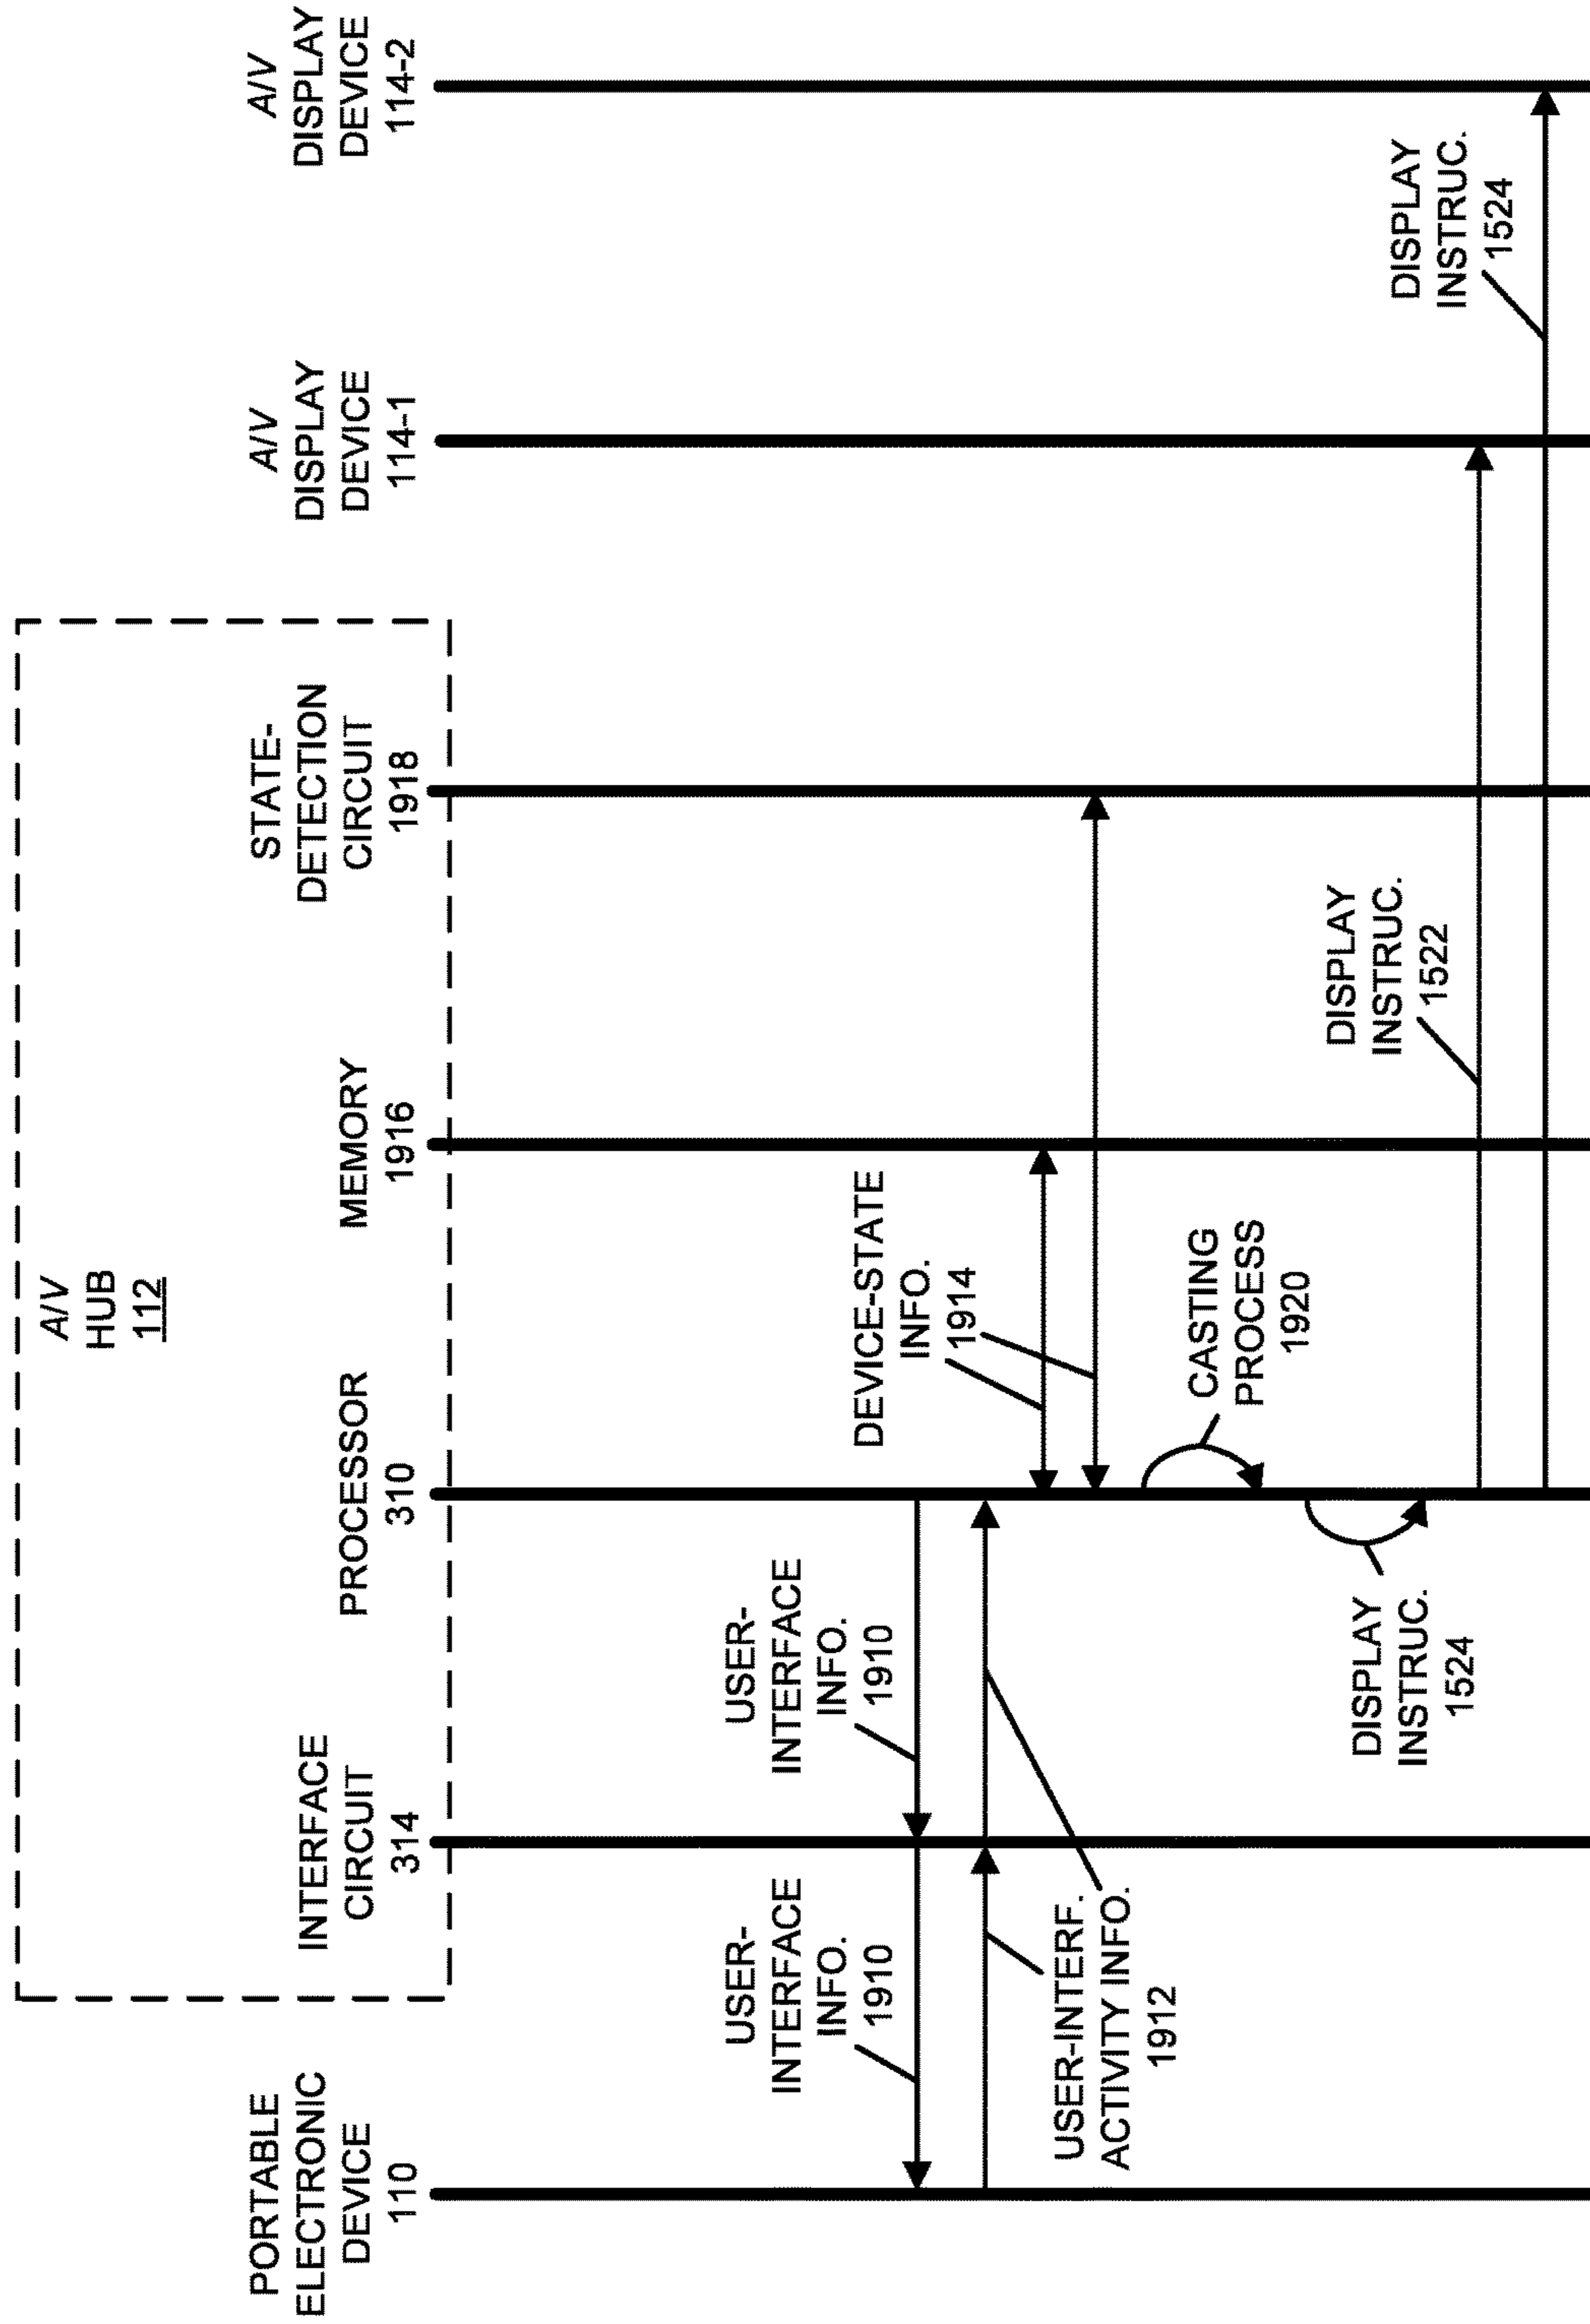 A/V
HUB
112
PORTABLE
ELECTRONIC
DEVICE
110
INTERFACE
CIRCUIT
314
PROCESSOR
310
MEMORY
1916
STATE-
DETECTION
CIRCUIT
1918
A/V
DISPLAY
DEVICE
114-1
A/V
DISPLAY
DEVICE
114-2
USER-
INTERFACE
INFO.
1910
USER-
INTERFACE
INFO.
1910
USER-INTERF.
ACTIVITY INFO.
1912
DEVICE-STATE
INFO.
1914
CASTING
PROCESS
1920
DISPLAY
INSTRUC.
1524
DISPLAY
INSTRUC.
1522
DISPLAY
INSTRUC.
1524